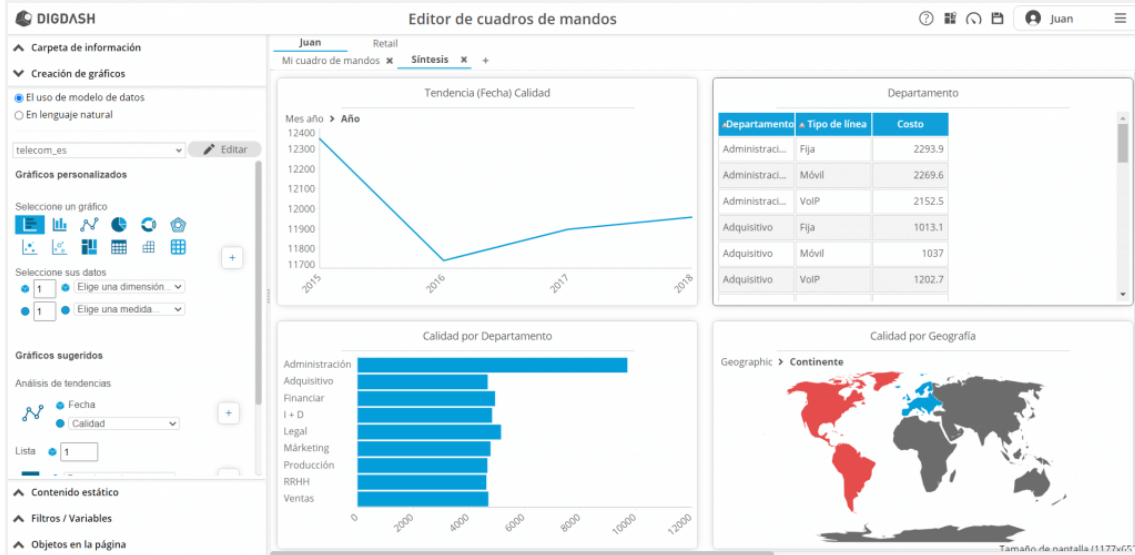 DIGDASH
Editor de cuadros de mandos
Juan
Carpeta de información
Creación de gráficos
El uso de modelo de datos
En lenguaje natural
telecom_es
Editar
Gráficos personalizados
Seleccione un gráfico
+
Seleccione sus datos
1 Elige una dimensión...
1 Elige una medida...
Gráficos sugeridos
Análisis de tendencias
Fecha
Calidad
+
Lista 1
Contenido estático
Filtros / Variables
Objetos en la página
Juan Retail
Mi cuadro de mandos x Síntesis x +
Tendencia (Fecha) Calidad
Mes año > Año
12400
12300
12200
12100
12000
11900
11800
11700
2015 2016 2017 2018
Departamento
Departamento Tipo de línea Costo
Administraci... Fija 2293.9
Administraci... Móvil 2269.6
Administraci... VoIP 2152.5
Adquisitivo Fija 1013.1
Adquisitivo Móvil 1037
Adquisitivo VoIP 1202.7
Calidad por Departamento
Administración
Adquisitivo
Financiar
I + D
Legal
Márketing
Producción
RRHH
Ventas
0 2000 4000 6000 8000 10000 12000
Calidad por Geografía
Geographic > Continente